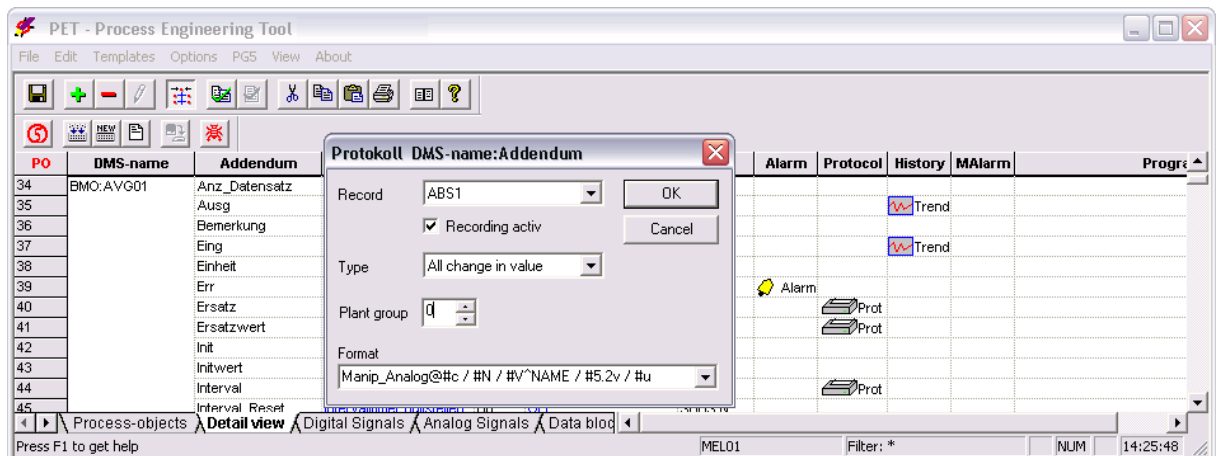 PET - Process Engineering Tool
File Edit Templates Options PG5 View About
NEW
Protokoll DMS-name:Addendum
PO DMS-name Addendum Alarm Protocol History MAlarm Progra
Record ABS1 OK
Recording activ Cancel
Type All change in value
Plant group 0
Format
Manip_Analog@#c / #N / #V^NAME / #5.2v / #u
34 BMO:AVG01 Anz_Datensatz
35 Ausg Trend
36 Bemerkung
37 Eing Trend
38 Einheit
39 Err Alarm
40 Ersatz Prot
41 Ersatzwert Prot
42 Init
43 Initwert
44 Interval Prot
45 Interval_Reset
Process-objects Detail view Digital Signals Analog Signals Data bloc
Press F1 to get help MEL01 Filter: * NUM 14:25:48